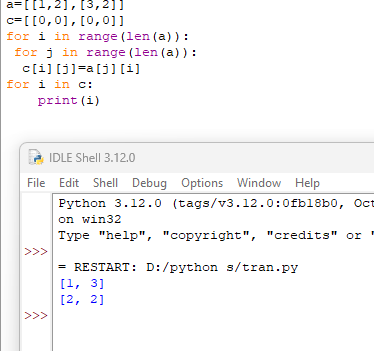 a=[[1,2],[3,2]]
c=[[0,0],[0,0]]
for i in range(len(a)):
 for j in range(len(a)):
  c[i][j]=a[j][i]
for i in c:
    print(i)
IDLE Shell 3.12.0
File Edit Shell Debug Options Window Help
Python 3.12.0 (tags/v3.12.0:0fb18b0, Oct
on win32
Type "help", "copyright", "credits" or "
>>>
= RESTART: D:/python s/tran.py
[1, 3]
[2, 2]
>>>